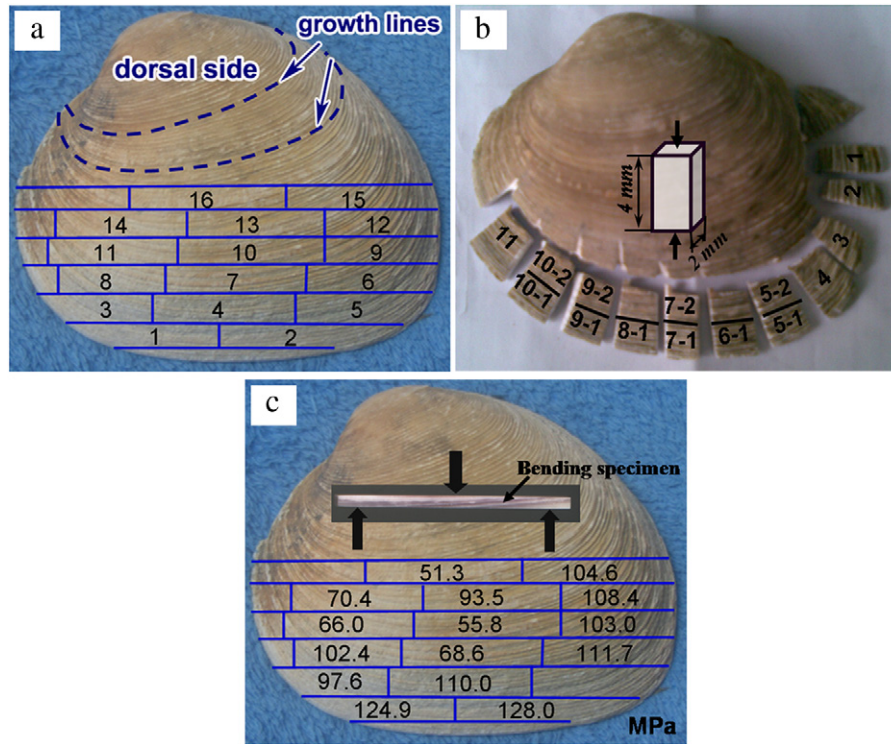 a
growth lines
dorsal side
16 15
14 13 12
11 10 9
8 7 6
3 4 5
1 2
b
4 mm
2 mm
1
2
3
4
5-2
5-1
6-1
7-2
7-1
8-1
9-2
9-1
10-2
10-1
11
c
Bending specimen
51.3 104.6
70.4 93.5 108.4
66.0 55.8 103.0
102.4 68.6 111.7
97.6 110.0
124.9 128.0
MPa